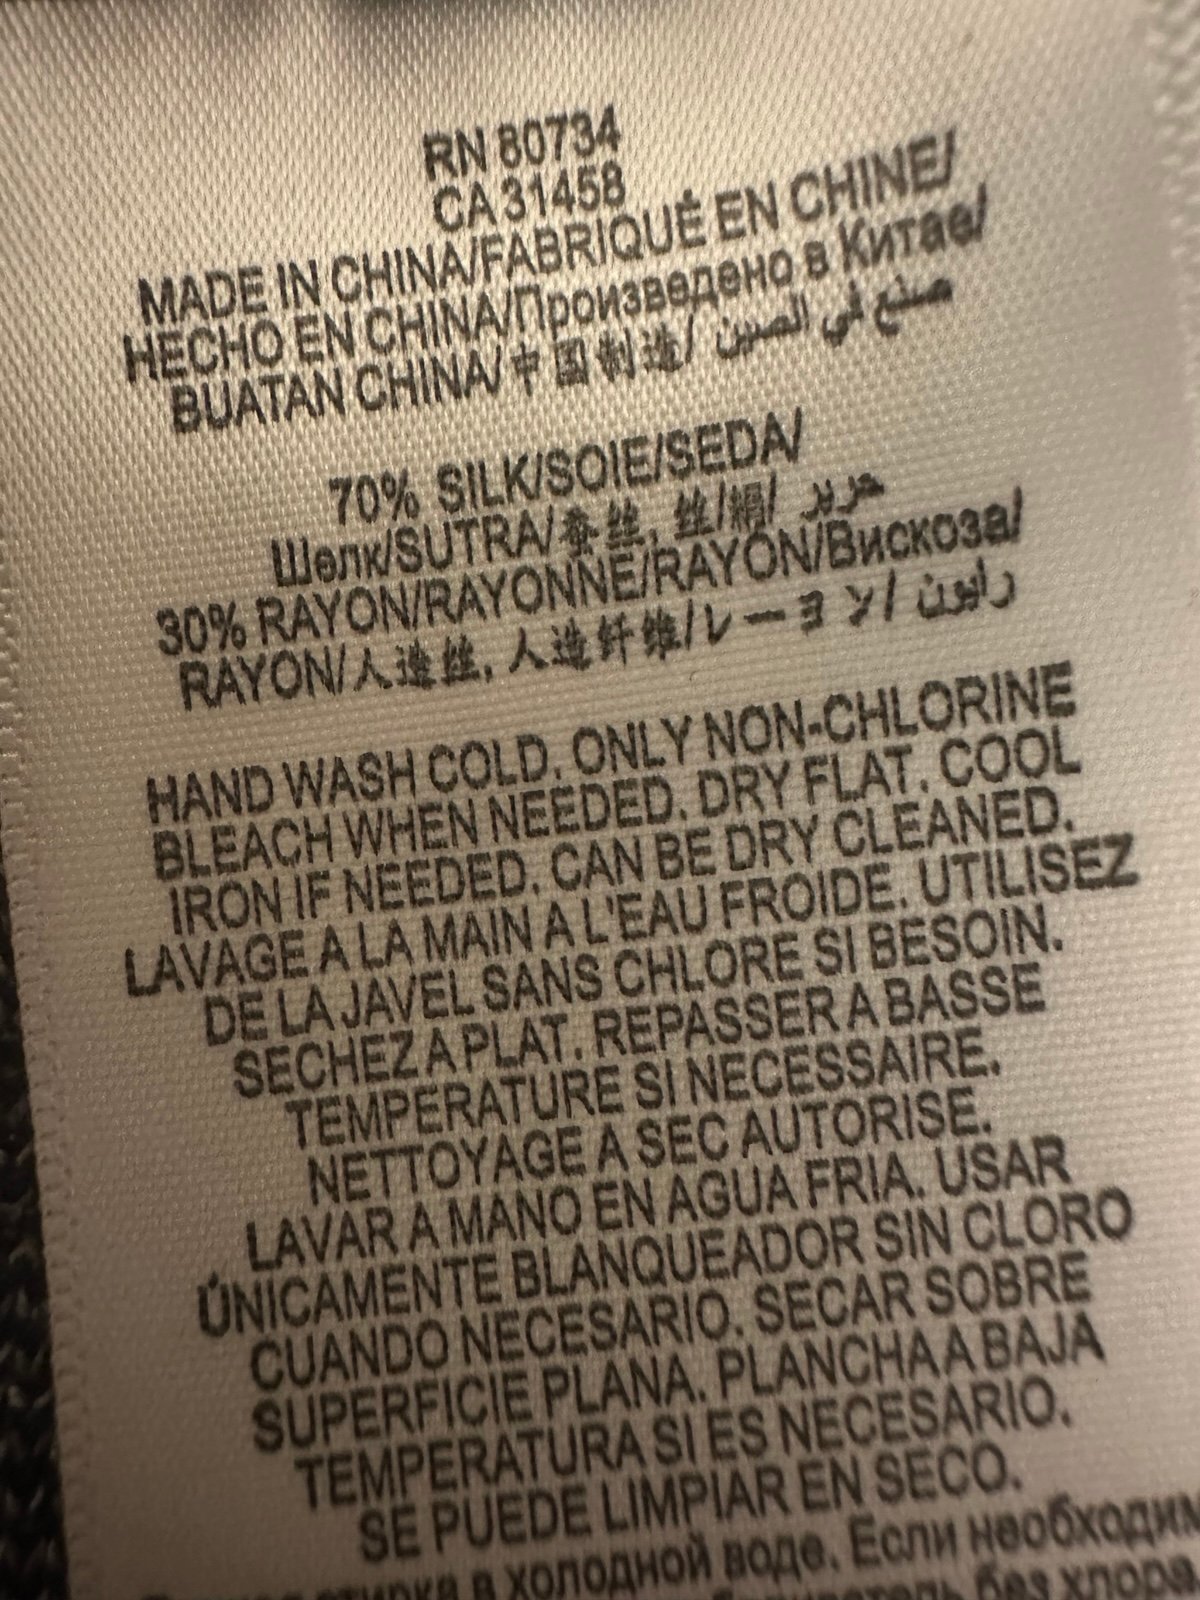 RN 80734
CA 31458
MADE IN CHINA/FABRIQUÉ EN CHINE/
HECHO EN CHINA/Произведено в Китае/
BUATAN CHINA/中国制造/ صنع في الصين
70% SILK/SOIE/SEDA/
Шелк/SUTRA/蚕丝, 丝/絹/ حرير
30% RAYON/RAYONNE/RAYÓN/Вискоза/
RAYON/人造丝, 人造纤维/レーヨン/ رايون
HAND WASH COLD. ONLY NON-CHLORINE
BLEACH WHEN NEEDED. DRY FLAT. COOL
IRON IF NEEDED. CAN BE DRY CLEANED.
LAVAGE A LA MAIN A L'EAU FROIDE. UTILISEZ
DE LA JAVEL SANS CHLORE SI BESOIN.
SECHEZ A PLAT. REPASSER A BASSE
TEMPERATURE SI NECESSAIRE.
NETTOYAGE A SEC AUTORISE.
LAVAR A MANO EN AGUA FRIA. USAR
ÚNICAMENTE BLANQUEADOR SIN CLORO
CUANDO NECESARIO. SECAR SOBRE
SUPERFICIE PLANA. PLANCHA A BAJA
TEMPERATURA SI ES NECESARIO.
SE PUEDE LIMPIAR EN SECO.
стирка в холодной воде. Если необходим
без хлора.